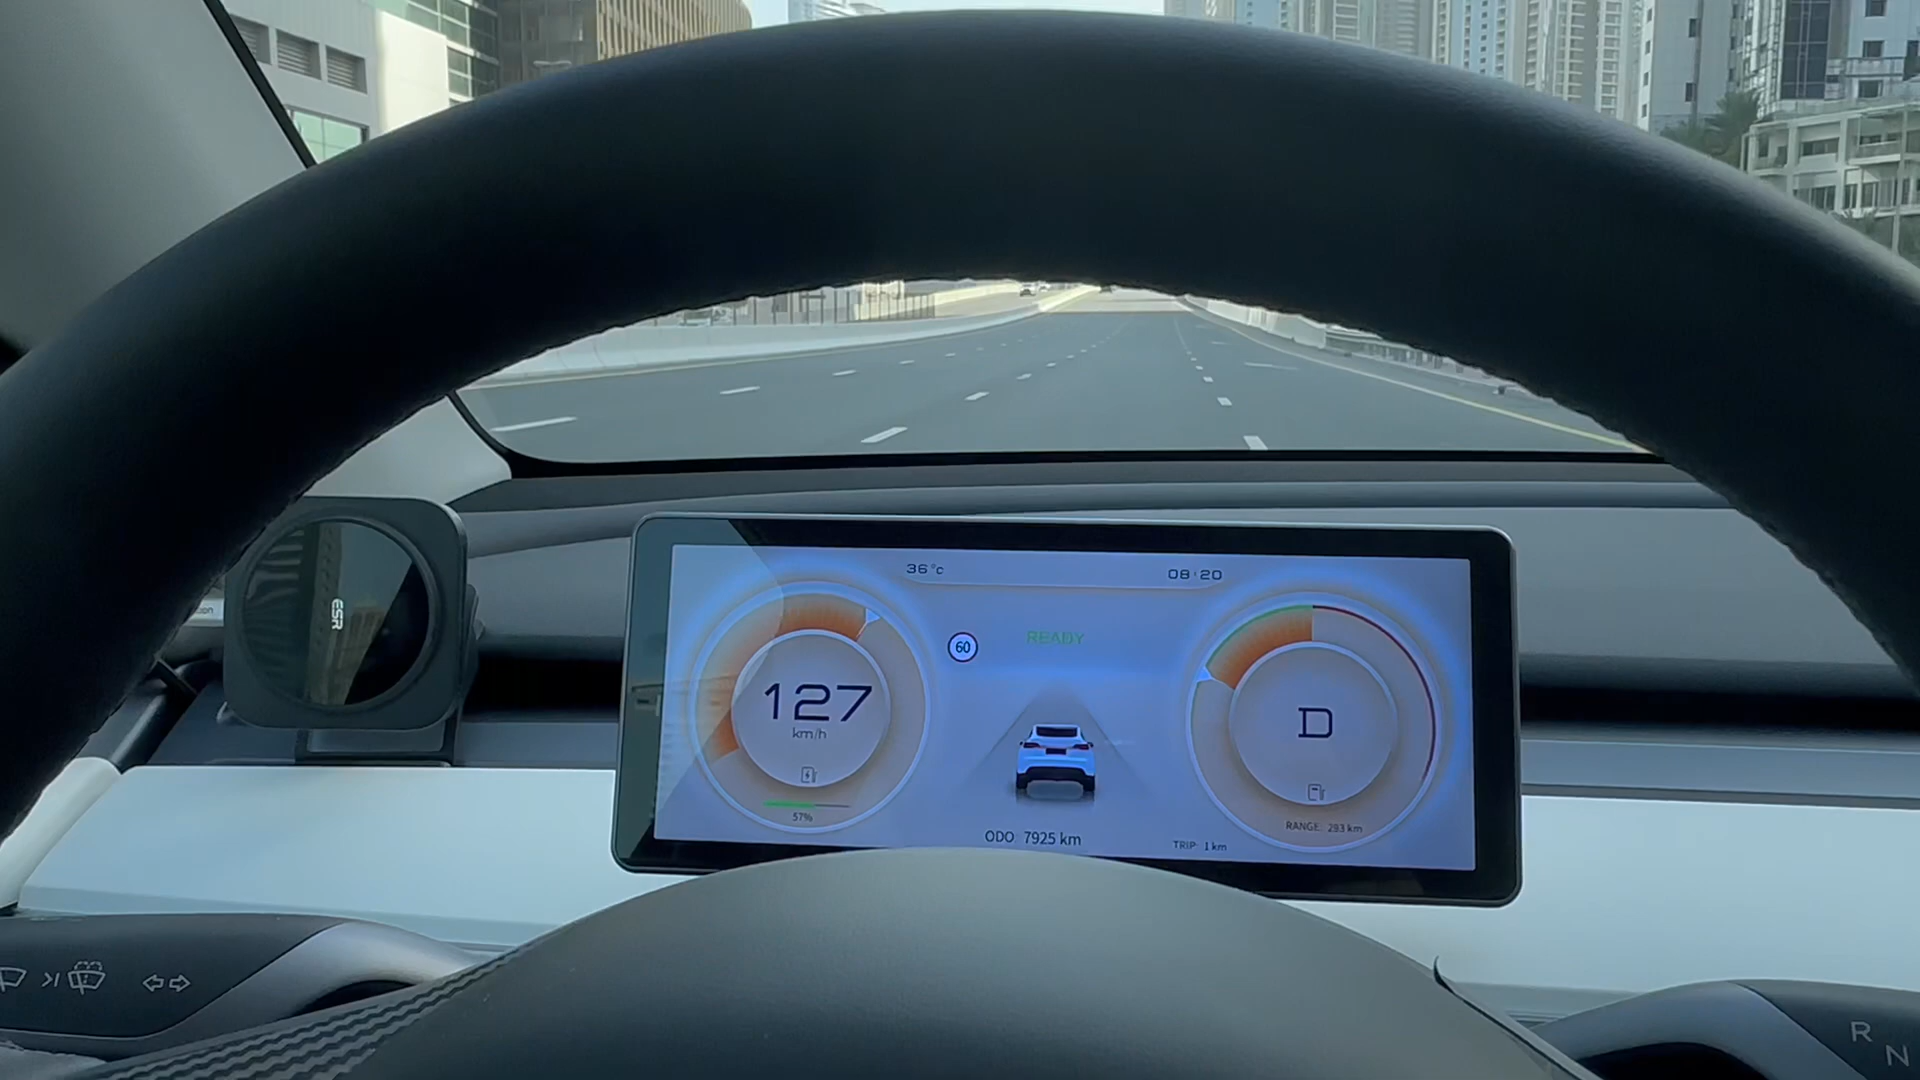 36°c
08:20
60
READY
127
km/h
D
57%
ODO 7925 km
TRIP: 1 km
RANGE: 283 km
ESR
R
N